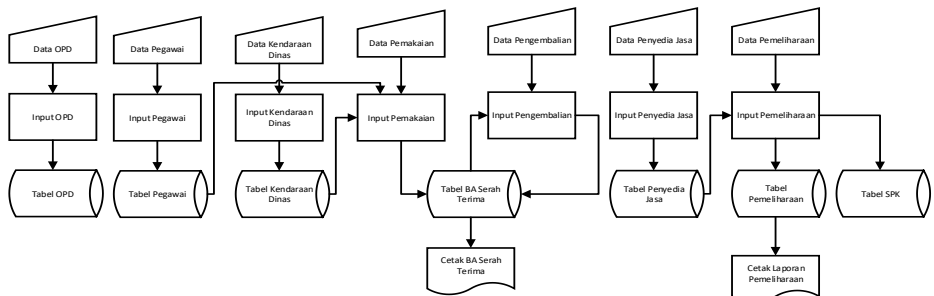 Data OPD
Data Pegawai
Data Kendaraan
Dinas
Data Pemakaian
Data Pengembalian
Data Penyedia Jasa
Data Pemeliharaan
Input OPD
Input Pegawai
Input Kendaraan
Dinas
Input Pemakaian
Input Pengembalian
Input Penyedia Jasa
Input Pemeliharaan
Tabel OPD
Tabel Pegawai
Tabel Kendaraan
Dinas
Tabel BA Serah
Terima
Tabel Penyedia
Jasa
Tabel
Pemeliharaan
Tabel SPK
Cetak BA Serah
Terima
Cetak Laporan
Pemeliharaan